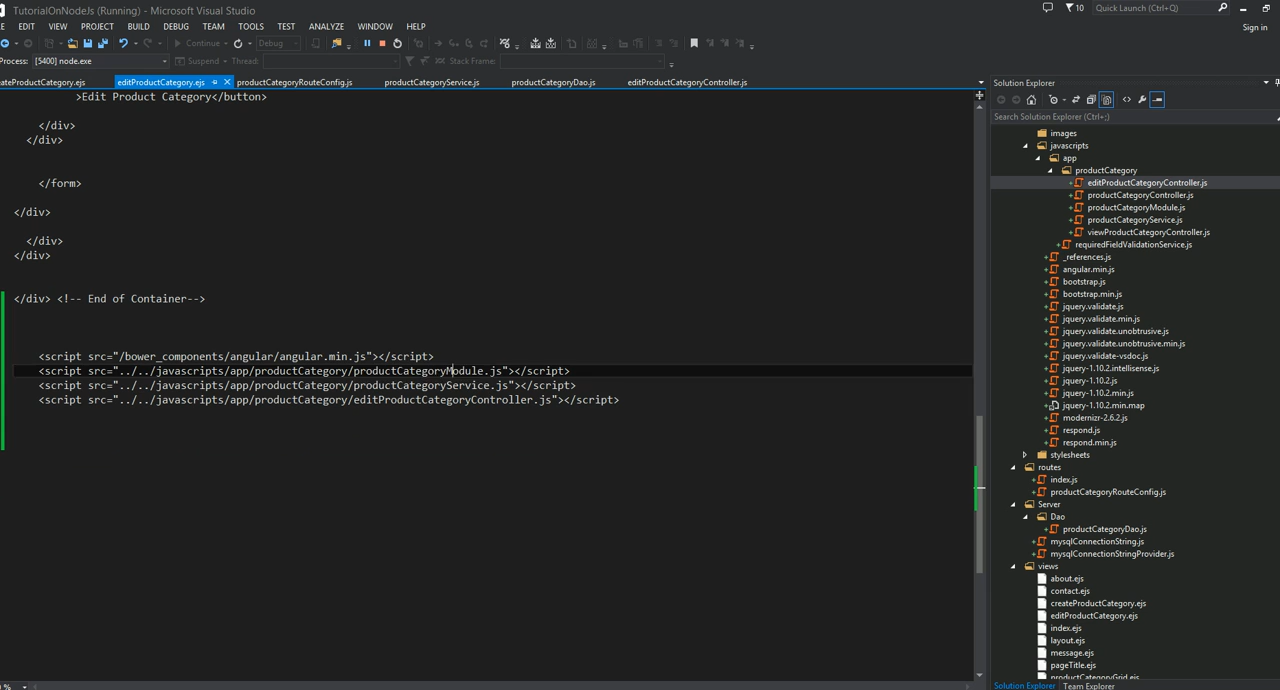 TutorialOnNodeJs (Running) - Microsoft Visual Studio
10
Quick Launch (Ctrl+Q)
EDIT VIEW PROJECT BUILD DEBUG TEAM TOOLS TEST ANALYZE WINDOW HELP
Sign in
Continue
Debug
Process: [5400] node.exe
Suspend
Thread:
Stack Frame:
eateProductCategory.ejs
editProductCategory.ejs
productCategoryRouteConfig.js
productCategoryService.js
productCategoryDao.js
editProductCategoryController.js
>Edit Product Category</button>
</div>
</div>
</form>
</div>
</div>
</div>
</div> <!-- End of Container-->
<script src="/bower_components/angular/angular.min.js"></script>
<script src="../../javascripts/app/productCategory/productCategoryModule.js"></script>
<script src="../../javascripts/app/productCategory/productCategoryService.js"></script>
<script src="../../javascripts/app/productCategory/editProductCategoryController.js"></script>
Solution Explorer
Search Solution Explorer (Ctrl+;)
images
javascripts
app
productCategory
editProductCategoryController.js
productCategoryController.js
productCategoryModule.js
productCategoryService.js
viewProductCategoryController.js
requiredFieldValidationService.js
_references.js
angular.min.js
bootstrap.js
bootstrap.min.js
jquery.validate.js
jquery.validate.min.js
jquery.validate.unobtrusive.js
jquery.validate.unobtrusive.min.js
jquery.validate-vsdoc.js
jquery-1.10.2.intellisense.js
jquery-1.10.2.js
jquery-1.10.2.min.js
jquery-1.10.2.min.map
modernizr-2.6.2.js
respond.js
respond.min.js
stylesheets
routes
index.js
productCategoryRouteConfig.js
Server
Dao
productCategoryDao.js
mysqlConnectionString.js
mysqlConnectionStringProvider.js
views
about.ejs
contact.ejs
createProductCategory.ejs
editProductCategory.ejs
index.ejs
layout.ejs
message.ejs
pageTitle.ejs
productCategoryGrid.ejs
Solution Explorer Team Explorer